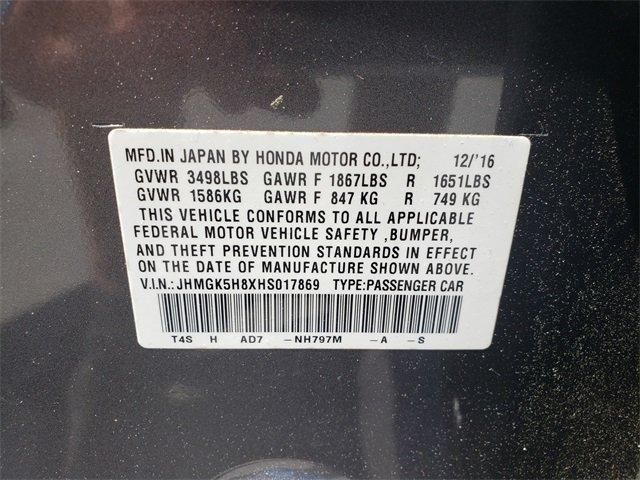 MFD.IN JAPAN BY HONDA MOTOR CO.,LTD; 12/'16
GVWR 3498LBS GAWR F 1867LBS R 1651LBS
GVWR 1586KG GAWR F 847 KG R 749 KG
THIS VEHICLE CONFORMS TO ALL APPLICABLE
FEDERAL MOTOR VEHICLE SAFETY ,BUMPER,
AND THEFT PREVENTION STANDARDS IN EFFECT
ON THE DATE OF MANUFACTURE SHOWN ABOVE.
V.I.N.:JHMGK5H8XHS017869 TYPE:PASSENGER CAR
T4S H AD7 -NH797M -A -S